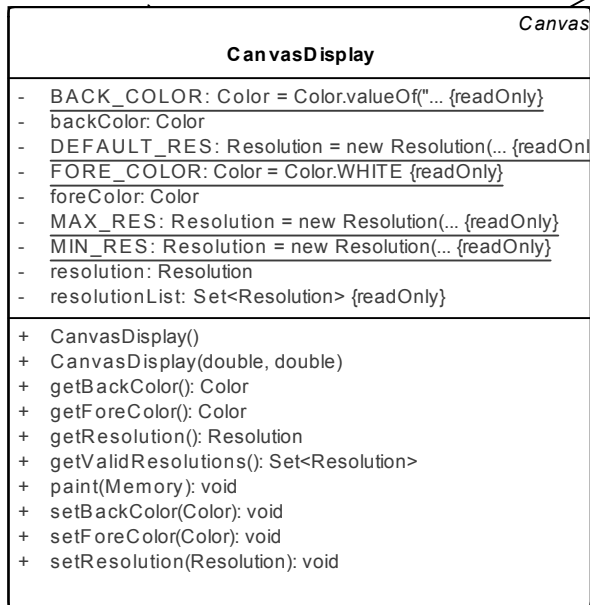 Canvas
CanvasDisplay
- BACK_COLOR: Color = Color.valueOf("... {readOnly}
- backColor: Color
- DEFAULT_RES: Resolution = new Resolution(... {readOnl
- FORE_COLOR: Color = Color.WHITE {readOnly}
- foreColor: Color
- MAX_RES: Resolution = new Resolution(... {readOnly}
- MIN_RES: Resolution = new Resolution(... {readOnly}
- resolution: Resolution
- resolutionList: Set<Resolution> {readOnly}
+ CanvasDisplay()
+ CanvasDisplay(double, double)
+ getBackColor(): Color
+ getForeColor(): Color
+ getResolution(): Resolution
+ getValidResolutions(): Set<Resolution>
+ paint(Memory): void
+ setBackColor(Color): void
+ setForeColor(Color): void
+ setResolution(Resolution): void